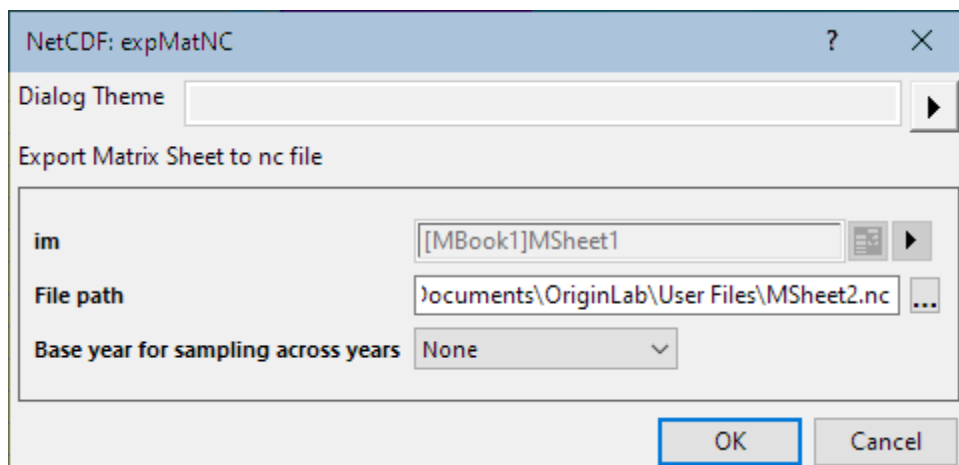 NetCDF: expMatNC ? ×
Dialog Theme
Export Matrix Sheet to nc file
im [MBook1]MSheet1
File path Documents\OriginLab\User Files\MSheet2.nc ...
Base year for sampling across years None
OK Cancel